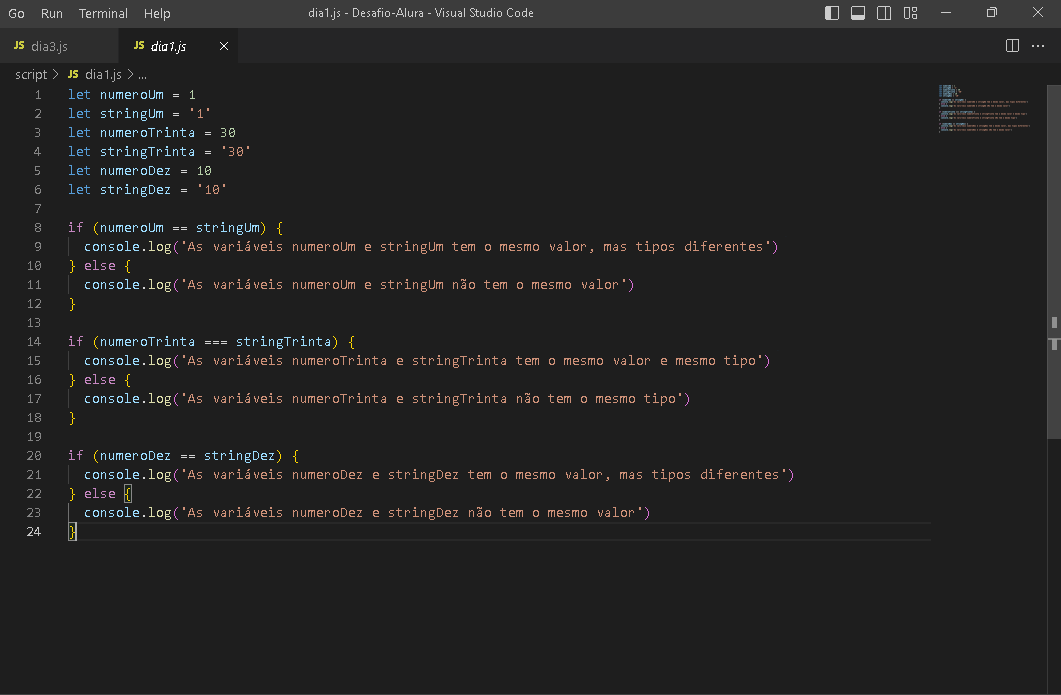 Go Run Terminal Help dia1.js - Desafio-Alura - Visual Studio Code
JS dia3.js JS dia1.js
script > JS dia1.js > ...
1 let numeroUm = 1
2 let stringUm = '1'
3 let numeroTrinta = 30
4 let stringTrinta = '30'
5 let numeroDez = 10
6 let stringDez = '10'
7
8 if (numeroUm == stringUm) {
9 console.log('As variáveis numeroUm e stringUm tem o mesmo valor, mas tipos diferentes')
10 } else {
11 console.log('As variáveis numeroUm e stringUm não tem o mesmo valor')
12 }
13
14 if (numeroTrinta === stringTrinta) {
15 console.log('As variáveis numeroTrinta e stringTrinta tem o mesmo valor e mesmo tipo')
16 } else {
17 console.log('As variáveis numeroTrinta e stringTrinta não tem o mesmo tipo')
18 }
19
20 if (numeroDez == stringDez) {
21 console.log('As variáveis numeroDez e stringDez tem o mesmo valor, mas tipos diferentes')
22 } else {
23 console.log('As variáveis numeroDez e stringDez não tem o mesmo valor')
24 }